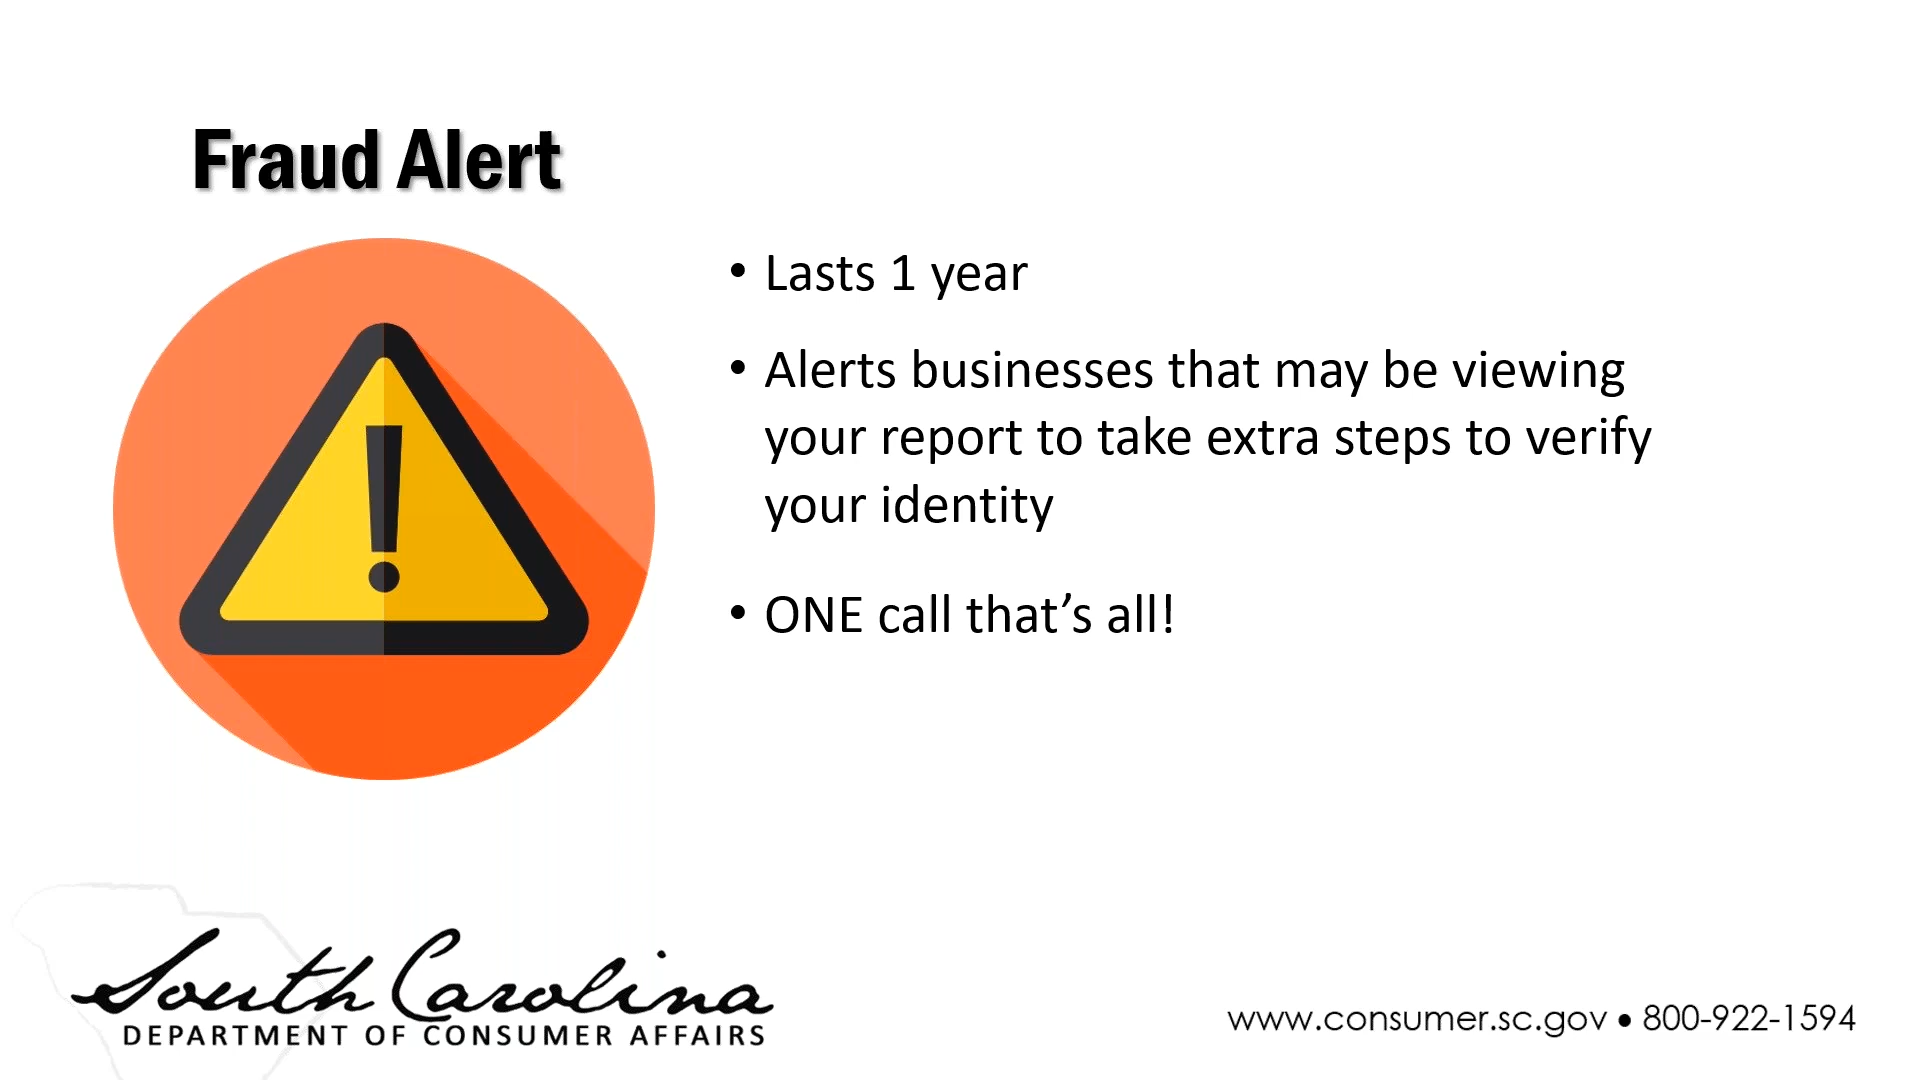 Fraud Alert
• Lasts 1 year
• Alerts businesses that may be viewing
your report to take extra steps to verify
your identity
• ONE call that’s all!
South Carolina
DEPARTMENT OF CONSUMER AFFAIRS
www.consumer.sc.gov • 800-922-1594